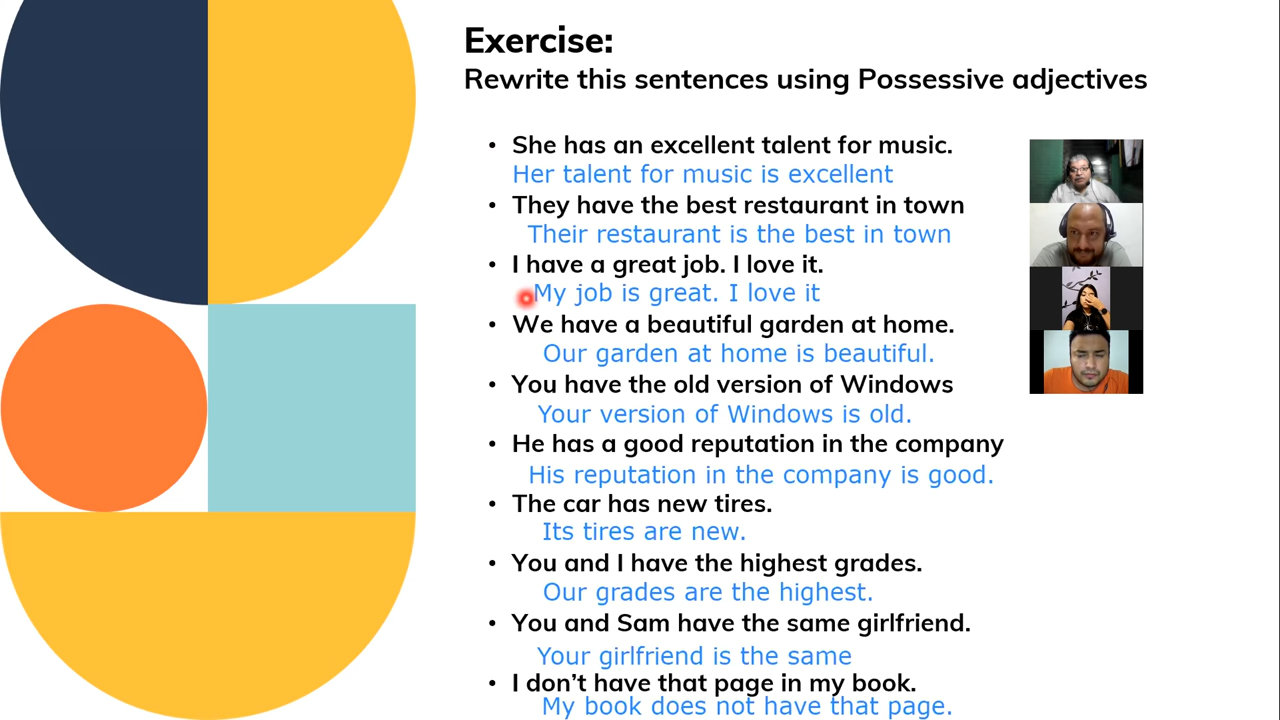 Exercise:
Rewrite this sentences using Possessive adjectives
• She has an excellent talent for music.
Her talent for music is excellent
• They have the best restaurant in town
Their restaurant is the best in town
• I have a great job. I love it.
My job is great. I love it
• We have a beautiful garden at home.
Our garden at home is beautiful.
• You have the old version of Windows
Your version of Windows is old.
• He has a good reputation in the company
His reputation in the company is good.
• The car has new tires.
Its tires are new.
• You and I have the highest grades.
Our grades are the highest.
• You and Sam have the same girlfriend.
Your girlfriend is the same
• I don’t have that page in my book.
My book does not have that page.